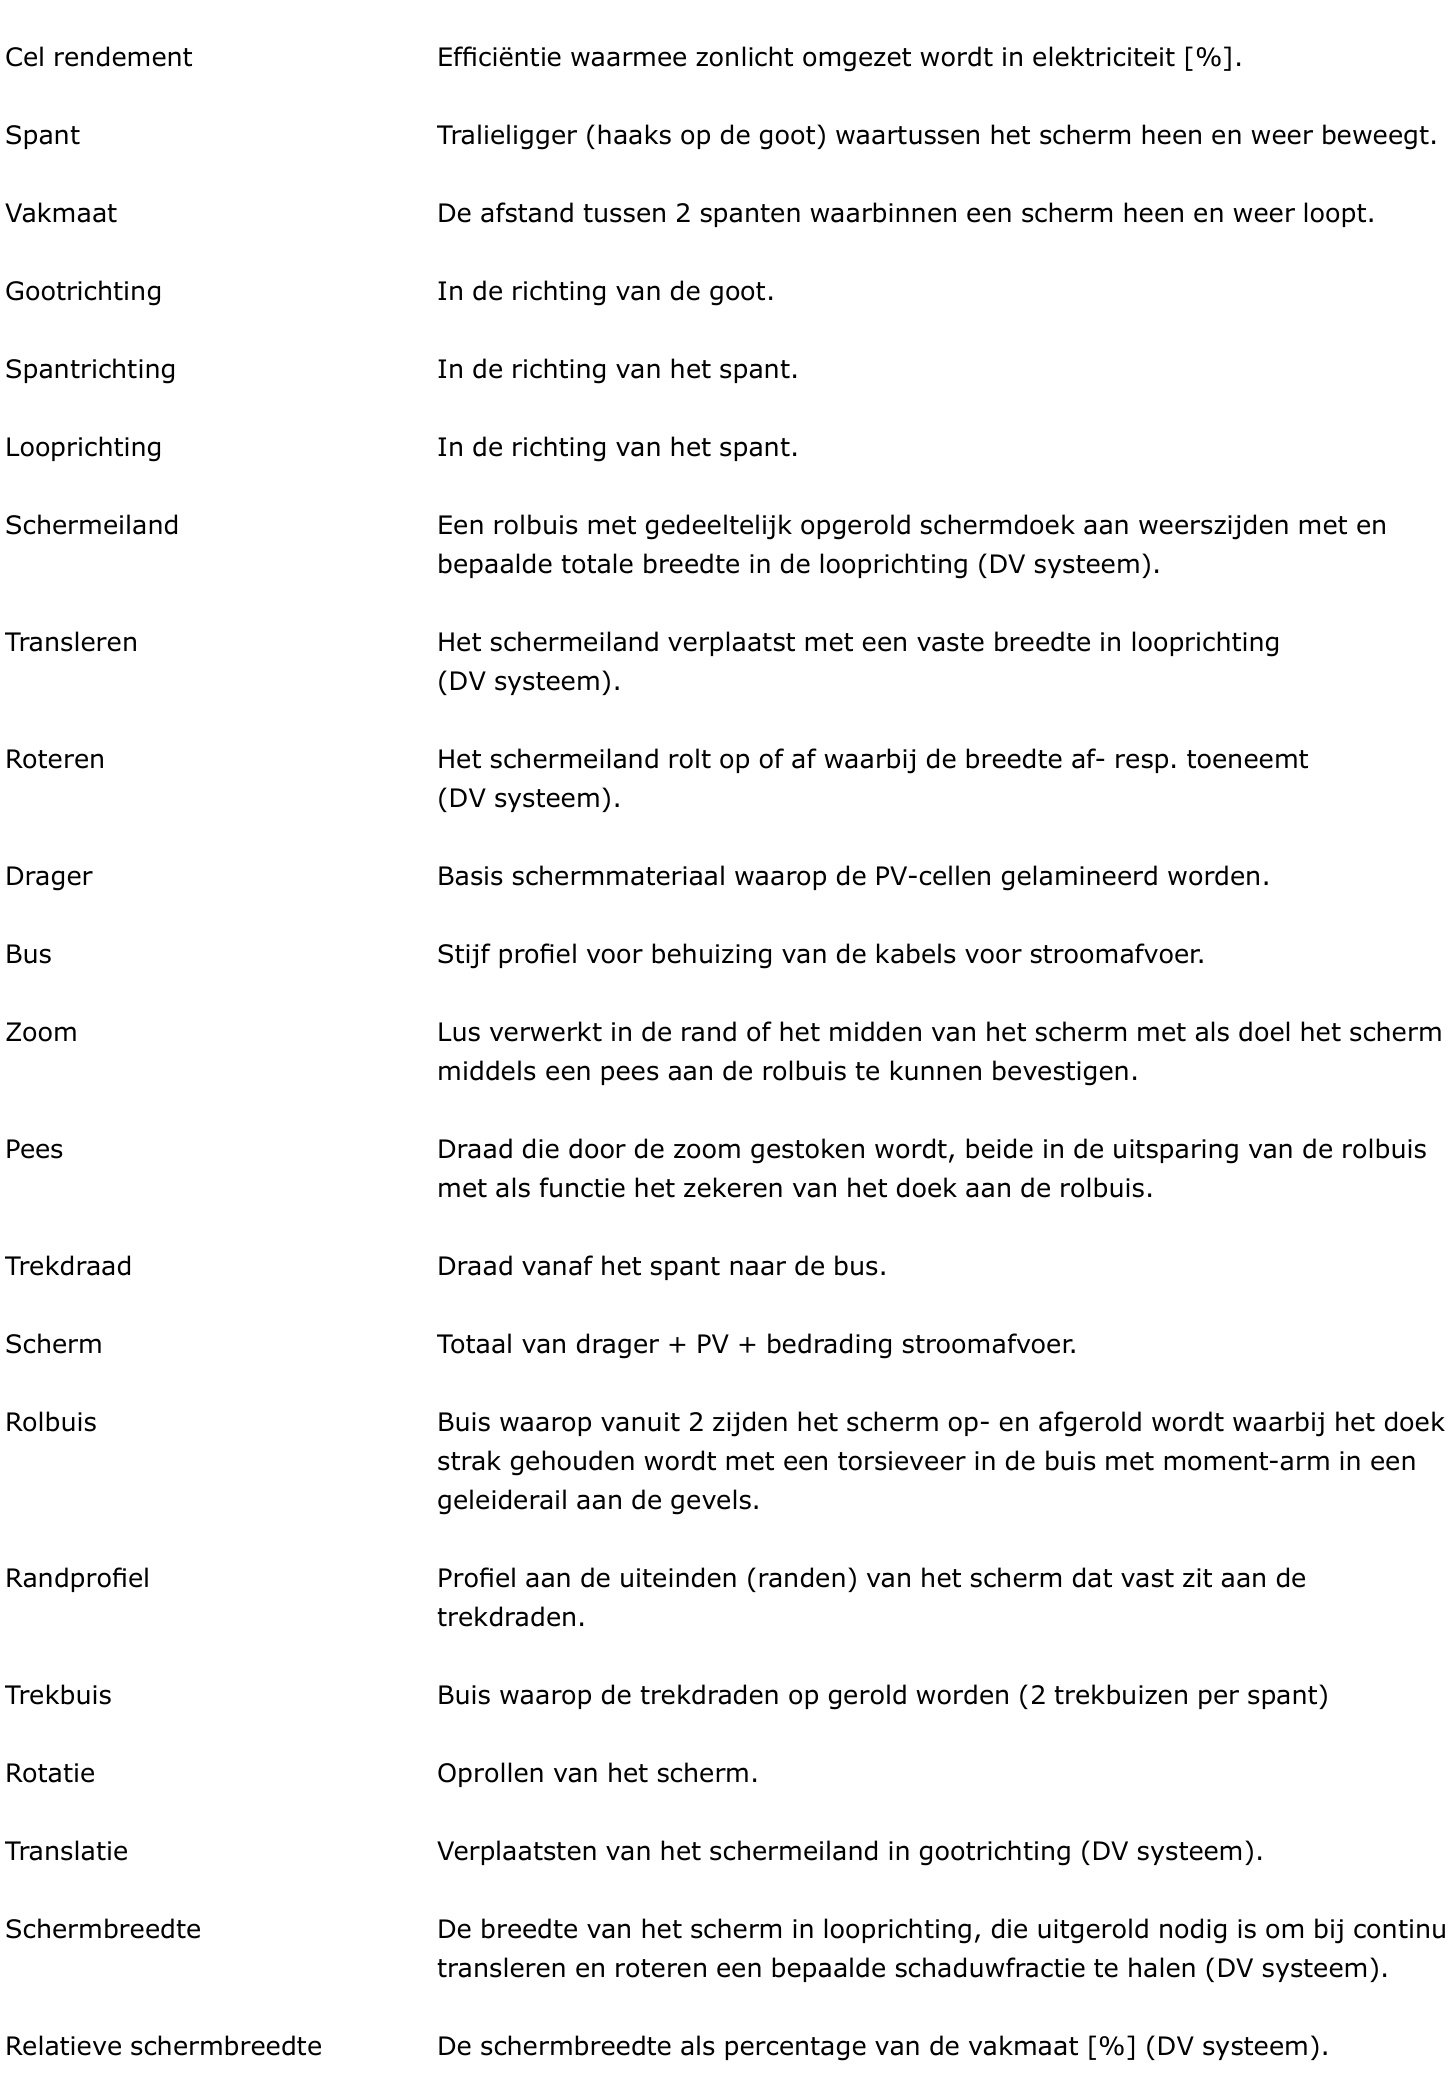 Cel rendement Efficiëntie waarmee zonlicht omgezet wordt in elektriciteit [%].
Spant Tralieligger (haaks op de goot) waartussen het scherm heen en weer beweegt.
Vakmaat De afstand tussen 2 spanten waarbinnen een scherm heen en weer loopt.
Gootrichting In de richting van de goot.
Spantrichting In de richting van het spant.
Looprichting In de richting van het spant.
Schermeiland Een rolbuis met gedeeltelijk opgerold schermdoek aan weerszijden met en
bepaalde totale breedte in de looprichting (DV systeem).
Transleren Het schermeiland verplaatst met een vaste breedte in looprichting
(DV systeem).
Roteren Het schermeiland rolt op of af waarbij de breedte af- resp. toeneemt
(DV systeem).
Drager Basis schermmateriaal waarop de PV-cellen gelamineerd worden.
Bus Stijf profiel voor behuizing van de kabels voor stroomafvoer.
Zoom Lus verwerkt in de rand of het midden van het scherm met als doel het scherm
middels een pees aan de rolbuis te kunnen bevestigen.
Pees Draad die door de zoom gestoken wordt, beide in de uitsparing van de rolbuis
met als functie het zekeren van het doek aan de rolbuis.
Trekdraad Draad vanaf het spant naar de bus.
Scherm Totaal van drager + PV + bedrading stroomafvoer.
Rolbuis Buis waarop vanuit 2 zijden het scherm op- en afgerold wordt waarbij het doek
strak gehouden wordt met een torsieveer in de buis met moment-arm in een
geleiderail aan de gevels.
Randprofiel Profiel aan de uiteinden (randen) van het scherm dat vast zit aan de
trekdraden.
Trekbuis Buis waarop de trekdraden op gerold worden (2 trekbuizen per spant)
Rotatie Oprollen van het scherm.
Translatie Verplaatsten van het schermeiland in gootrichting (DV systeem).
Schermbreedte De breedte van het scherm in looprichting, die uitgerold nodig is om bij continu
transleren en roteren een bepaalde schaduwfractie te halen (DV systeem).
Relatieve schermbreedte De schermbreedte als percentage van de vakmaat [%] (DV systeem).